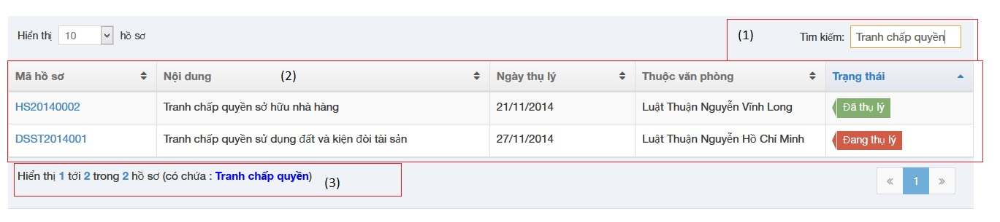 Hiển thị 10 hồ sơ (1) Tìm kiếm: Tranh chấp quyền
Mã hồ sơ Nội dung (2) Ngày thụ lý Thuộc văn phòng Trạng thái
HS20140002 Tranh chấp quyền sở hữu nhà hàng 21/11/2014 Luật Thuận Nguyễn Vĩnh Long Đã thụ lý
DSST2014001 Tranh chấp quyền sử dụng đất và kiện đòi tài sản 27/11/2014 Luật Thuận Nguyễn Hồ Chí Minh Đang thụ lý
Hiển thị 1 tới 2 trong 2 hồ sơ (có chứa : Tranh chấp quyền) (3) « 1 »